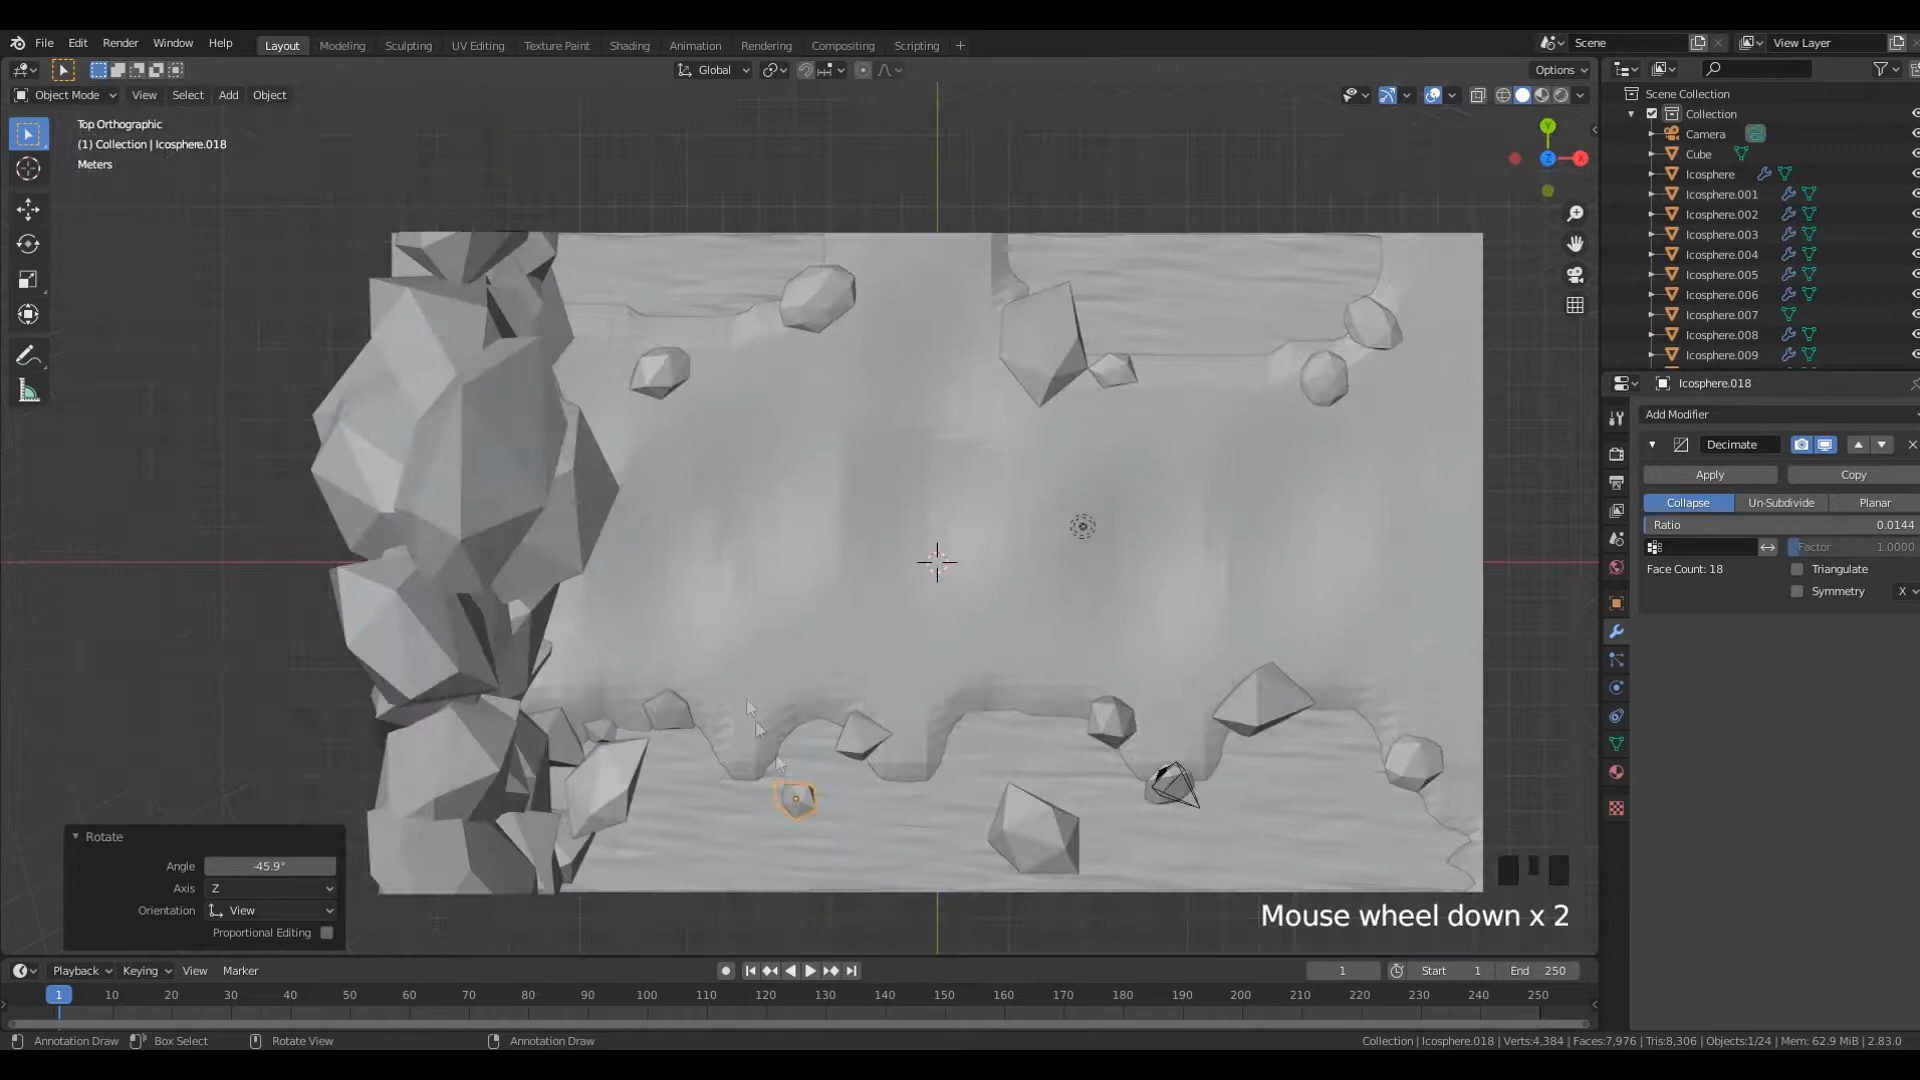 File Edit Render Window Help
Layout Modeling Sculpting UV Editing Texture Paint Shading Animation Rendering Compositing Scripting +
Scene
View Layer
Global
Options
Object Mode View Select Add Object
Top Orthographic
(1) Collection | Icosphere.018
Meters
Y
Z
X
Scene Collection
Collection
Camera
Cube
Icosphere
Icosphere.001
Icosphere.002
Icosphere.003
Icosphere.004
Icosphere.005
Icosphere.006
Icosphere.007
Icosphere.008
Icosphere.009
Icosphere.018
Add Modifier
Decimate
Apply Copy
Collapse Un-Subdivide Planar
Ratio 0.0144
Factor 1.0000
Face Count: 18 Triangulate
Symmetry X
Rotate
Angle -45.9°
Axis Z
Orientation View
Proportional Editing
Mouse wheel down x 2
Playback Keying View Marker
1 Start 1 End 250
1 10 20 30 40 50 60 70 80 90 100 110 120 130 140 150 160 170 180 190 200 210 220 230 240 250
Annotation Draw Box Select Rotate View Annotation Draw
Collection | Icosphere.018 | Verts:4,384 | Faces:7,976 | Tris:8,306 | Objects:1/24 | Mem: 62.9 MiB | 2.83.0